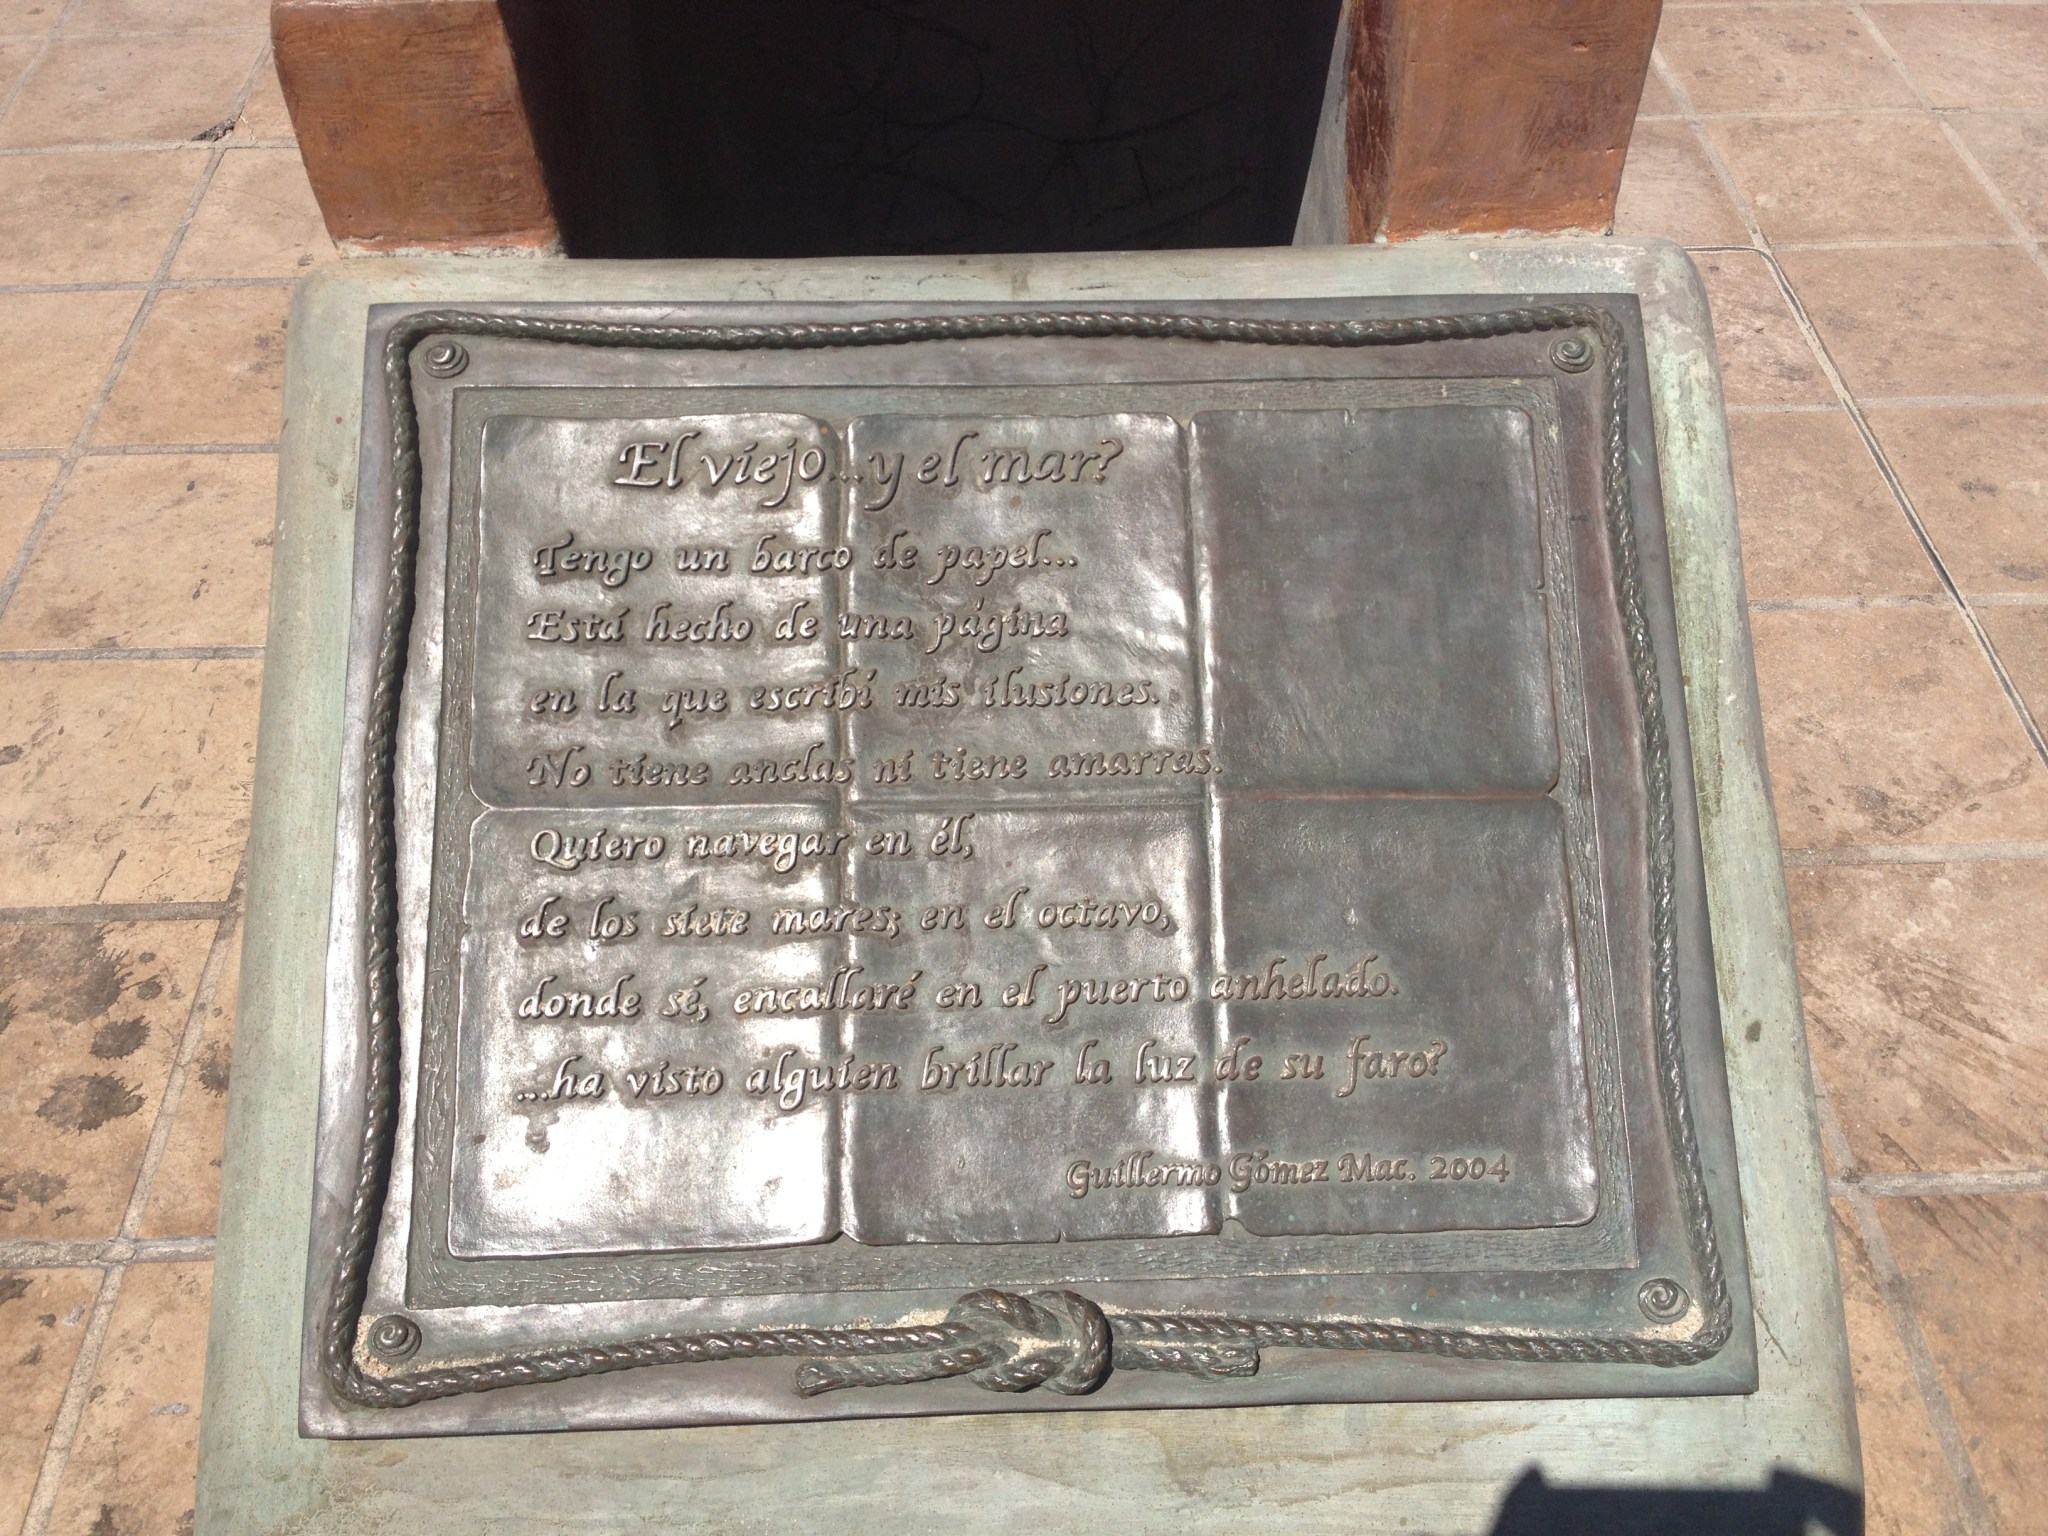 El viejo...y el mar?
Tengo un barco de papel...
Está hecho de una página
en la que escribí mis ilusiones.
No tiene anclas ni tiene amarras.
Quiero navegar en él,
de los siete mares; en el octavo,
donde sé, encallaré en el puerto anhelado.
...ha visto alguien brillar la luz de su faro?
Guillermo Gómez Mac. 2004